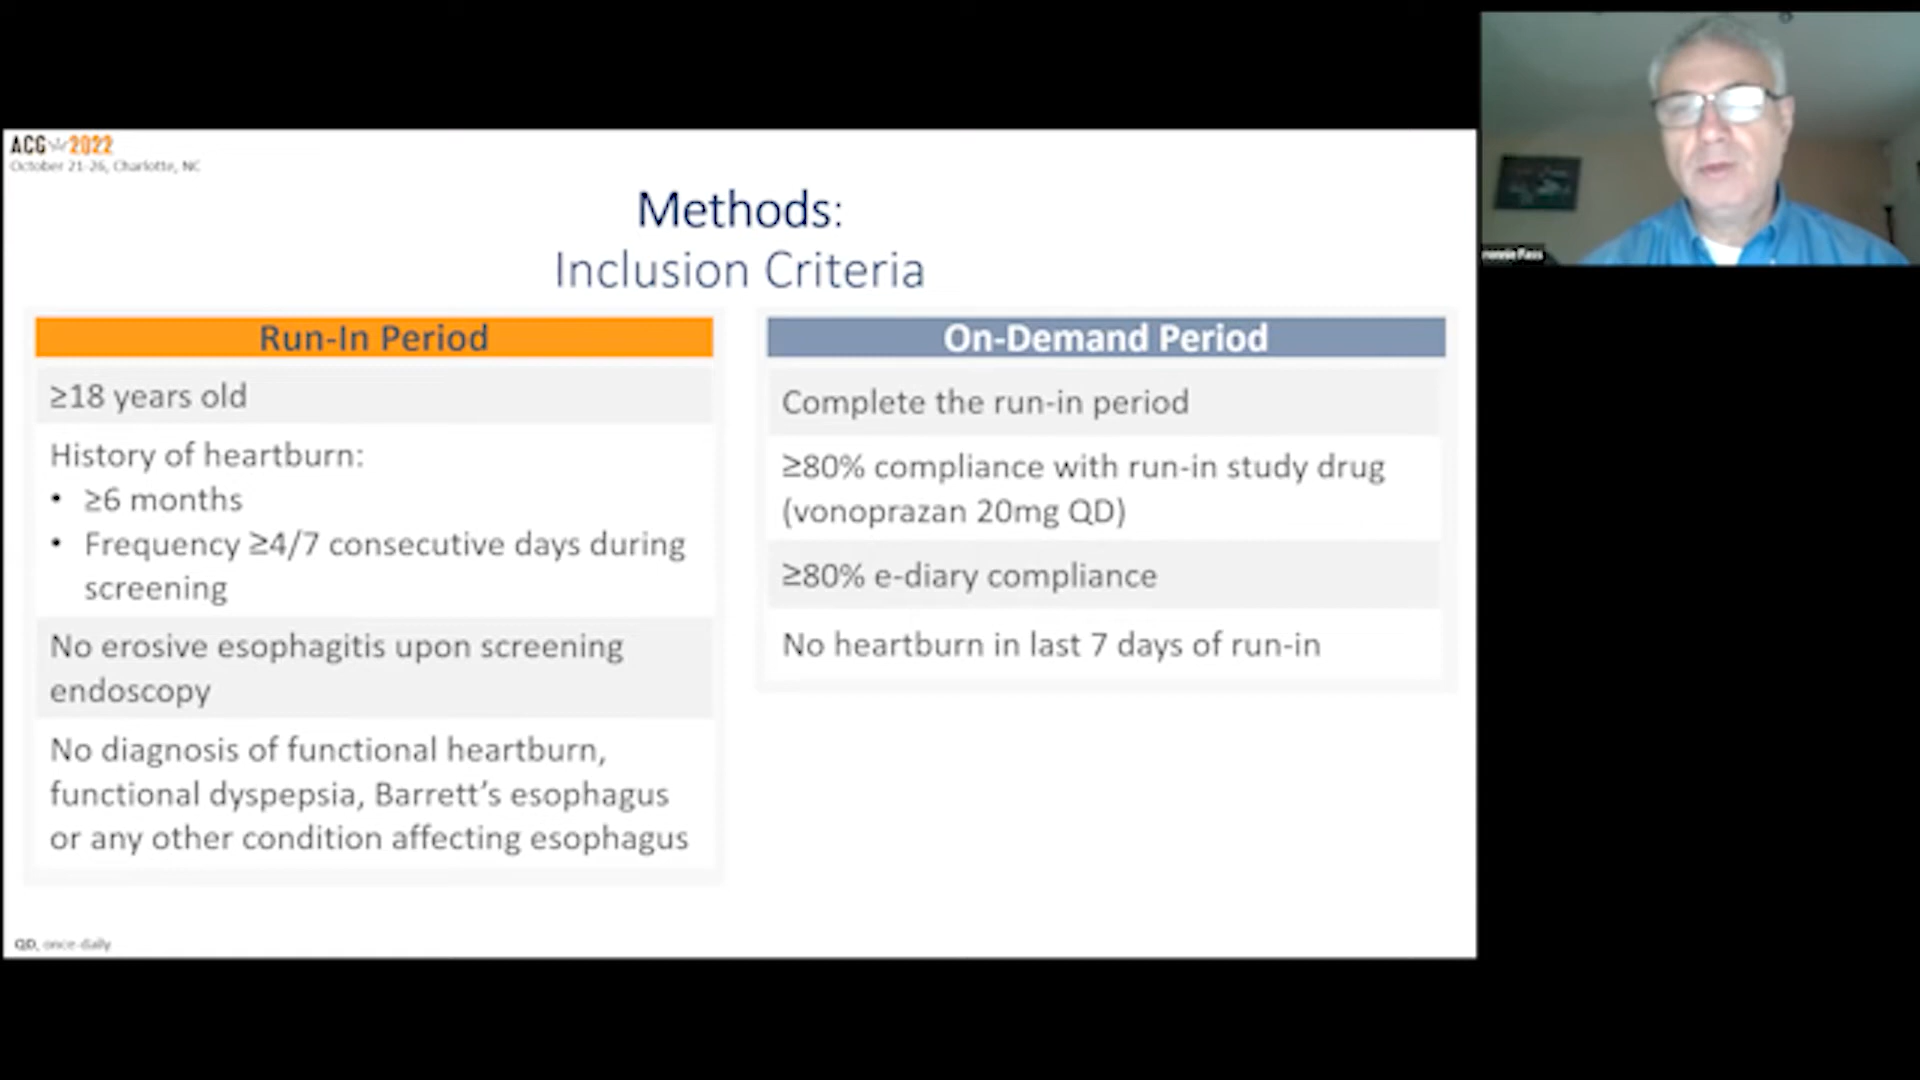 ACG 2022
October 21-26, Charlotte, NC
Methods:
Inclusion Criteria
Run-In Period
≥18 years old
History of heartburn:
• ≥6 months
• Frequency ≥4/7 consecutive days during
screening
No erosive esophagitis upon screening
endoscopy
No diagnosis of functional heartburn,
functional dyspepsia, Barrett’s esophagus
or any other condition affecting esophagus
On-Demand Period
Complete the run-in period
≥80% compliance with run-in study drug
(vonoprazan 20mg QD)
≥80% e-diary compliance
No heartburn in last 7 days of run-in
QD, once-daily
ronnie Fass